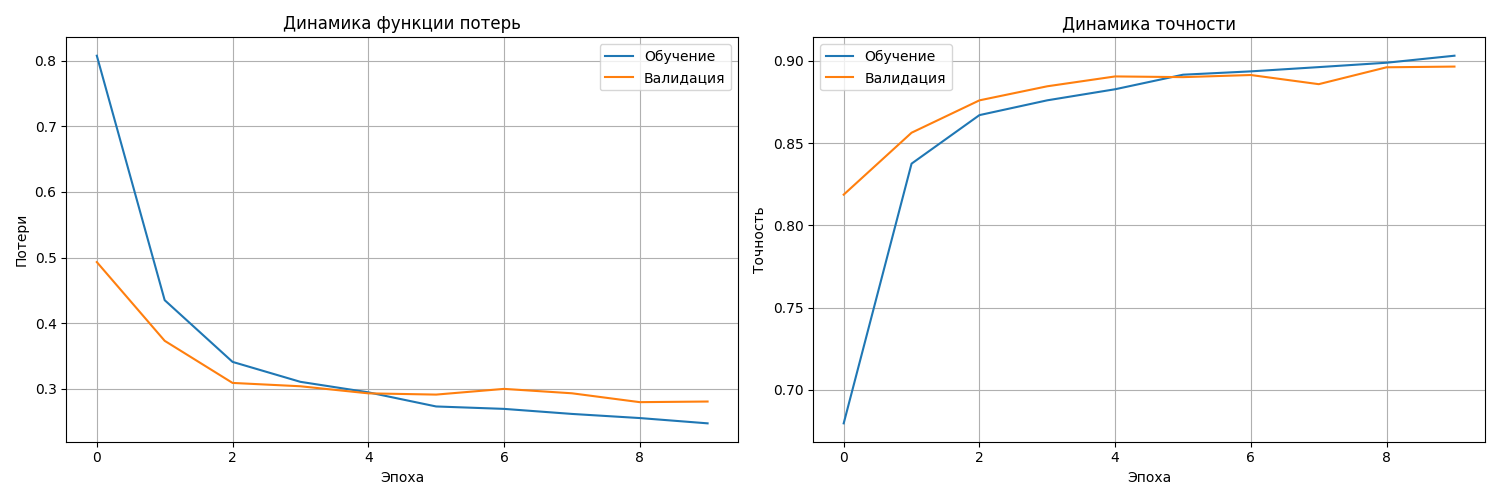 Динамика функции потерь
Обучение
Валидация
0.8
0.7
0.6
0.5
0.4
0.3
Потери
0 2 4 6 8
Эпоха
Динамика точности
Обучение
Валидация
0.90
0.85
0.80
0.75
0.70
Точность
0 2 4 6 8
Эпоха